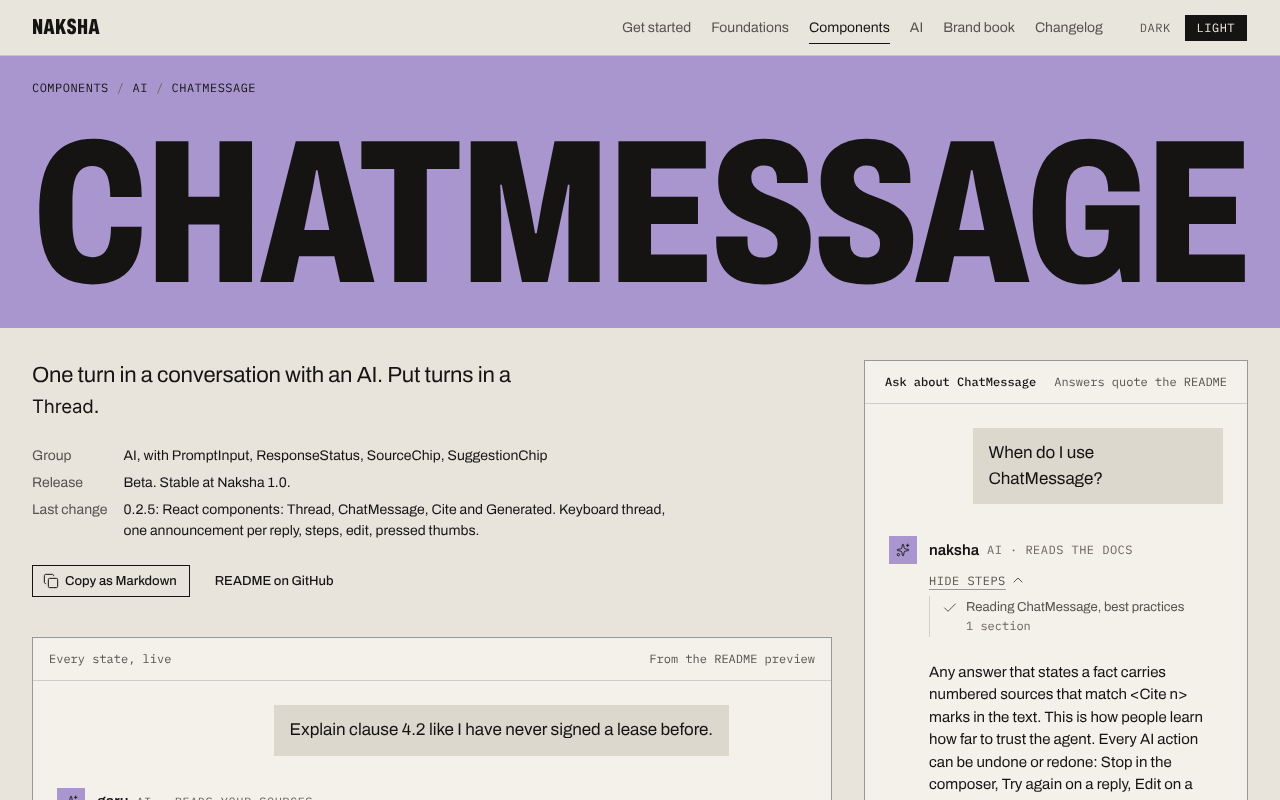 NAKSHA
Get started
Foundations
Components
AI
Brand book
Changelog
DARK
LIGHT
COMPONENTS / AI / CHATMESSAGE
CHATMESSAGE
One turn in a conversation with an AI. Put turns in a
Thread.
Group AI, with PromptInput, ResponseStatus, SourceChip, SuggestionChip
Release Beta. Stable at Naksha 1.0.
Last change 0.2.5: React components: Thread, ChatMessage, Cite and Generated. Keyboard thread,
one announcement per reply, steps, edit, pressed thumbs.
Copy as Markdown
README on GitHub
Every state, live
From the README preview
Explain clause 4.2 like I have never signed a lease before.
guru AI · READS YOUR SOURCES
Ask about ChatMessage
Answers quote the README
When do I use
ChatMessage?
naksha AI · READS THE DOCS
HIDE STEPS
Reading ChatMessage, best practices
1 section
Any answer that states a fact carries
numbered sources that match <Cite n>
marks in the text. This is how people learn
how far to trust the agent. Every AI action
can be undone or redone: Stop in the
composer, Try again on a reply, Edit on a